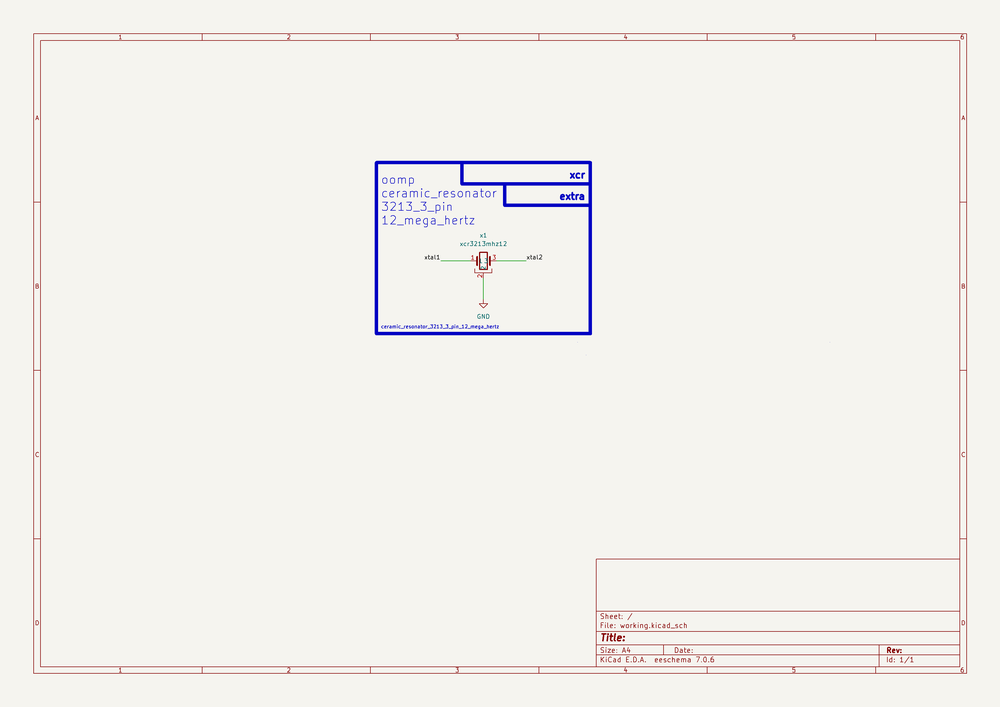 1 2 3 4 5 6
A A
xcr
extra
oomp
ceramic_resonator
3213_3_pin
12_mega_hertz
x1
xcr3213mhz12
xtal1 1 3 xtal2
2
B B
GND
ceramic_resonator_3213_3_pin_12_mega_hertz
C C
Sheet: /
File: working.kicad_sch
D D
Title:
Size: A4 Date: Rev:
KiCad E.D.A. eeschema 7.0.6 Id: 1/1
1 2 3 4 5 6